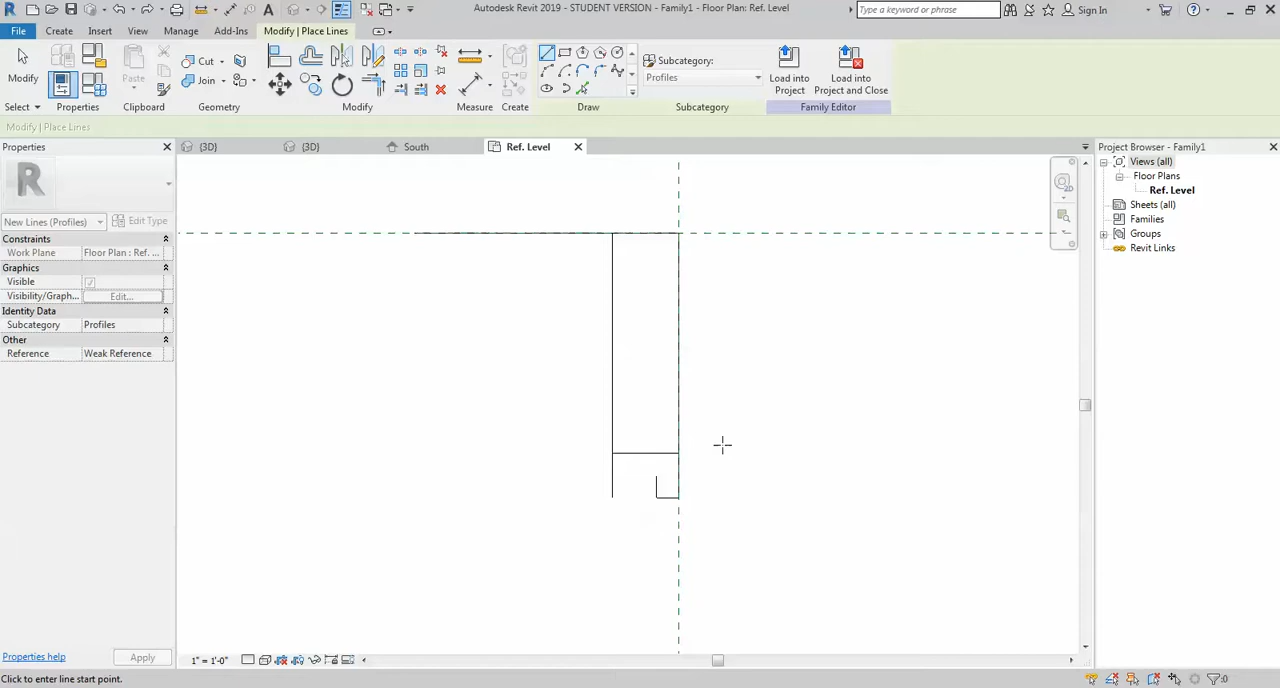 Autodesk Revit 2019 - STUDENT VERSION - Family1 - Floor Plan: Ref. Level
Type a keyword or phrase
Sign In
File Create Insert View Manage Add-Ins Modify | Place Lines
Modify
Paste
Cut
Join
Subcategory:
Profiles
Load into
Project
Load into
Project and Close
Select Properties Clipboard Geometry Modify Measure Create Draw Subcategory Family Editor
Modify | Place Lines
Properties
(3D) (3D) South Ref. Level
Project Browser - Family1
R
New Lines (Profiles) Edit Type
Constraints
Work Plane Floor Plan : Ref. ...
Graphics
Visible
Visibility/Graph... Edit...
Identity Data
Subcategory Profiles
Other
Reference Weak Reference
2D
Views (all)
Floor Plans
Ref. Level
Sheets (all)
Families
Groups
Revit Links
Properties help Apply
1" = 1'-0"
Click to enter line start point.
:0